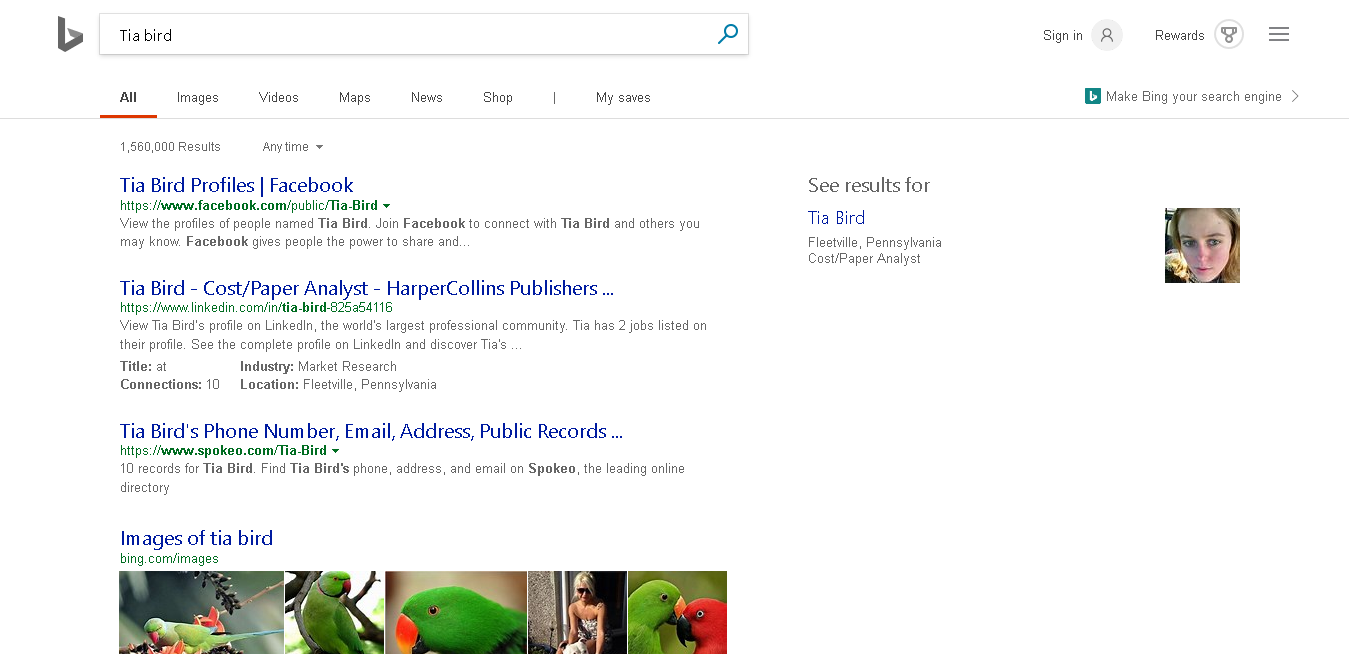 Tia bird
Sign in
Rewards
All
Images
Videos
Maps
News
Shop
|
My saves
Make Bing your search engine
1,560,000 Results
Any time
Tia Bird Profiles | Facebook
https://www.facebook.com/public/Tia-Bird
View the profiles of people named Tia Bird. Join Facebook to connect with Tia Bird and others you
may know. Facebook gives people the power to share and...
Tia Bird - Cost/Paper Analyst - HarperCollins Publishers ...
https://www.linkedin.com/in/tia-bird-825a54116
View Tia Bird's profile on LinkedIn, the world's largest professional community. Tia has 2 jobs listed on
their profile. See the complete profile on LinkedIn and discover Tia's ...
Title: at
Industry: Market Research
Connections: 10
Location: Fleetville, Pennsylvania
Tia Bird's Phone Number, Email, Address, Public Records ...
https://www.spokeo.com/Tia-Bird
10 records for Tia Bird. Find Tia Bird's phone, address, and email on Spokeo, the leading online
directory
Images of tia bird
bing.com/images
See results for
Tia Bird
Fleetville, Pennsylvania
Cost/Paper Analyst